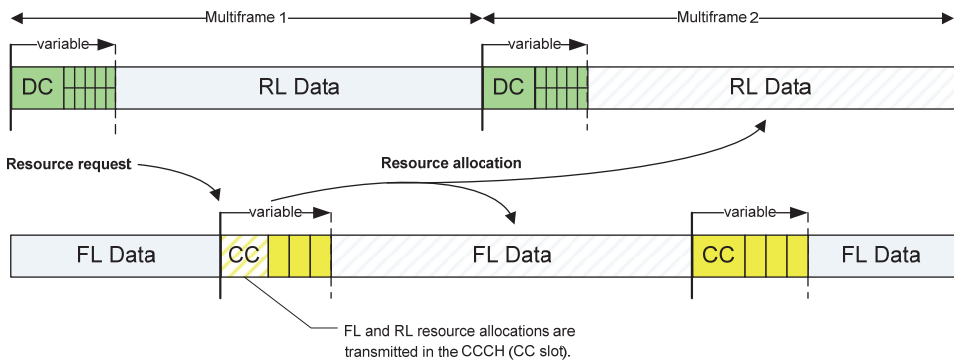 Multiframe 1
Multiframe 2
variable
variable
DC
RL Data
DC
RL Data
Resource request
Resource allocation
variable
variable
FL Data
CC
FL Data
CC
FL Data
FL and RL resource allocations are
transmitted in the CCCH (CC slot).